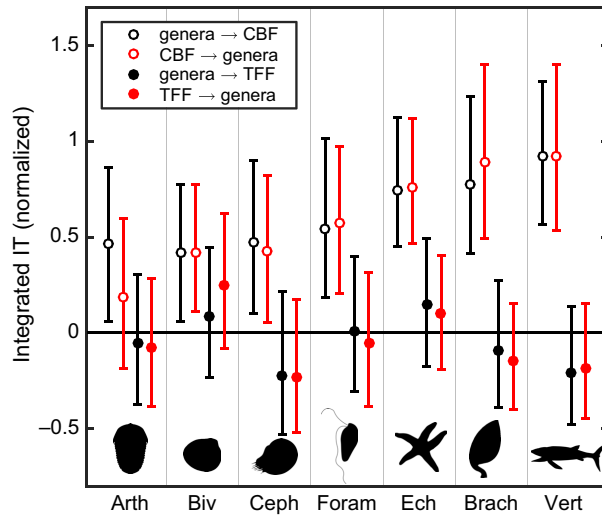 genera → CBF
CBF → genera
genera → TFF
TFF → genera
Integrated IT (normalized)
1.5
1
0.5
0
−0.5
Arth Biv Ceph Foram Ech Brach Vert